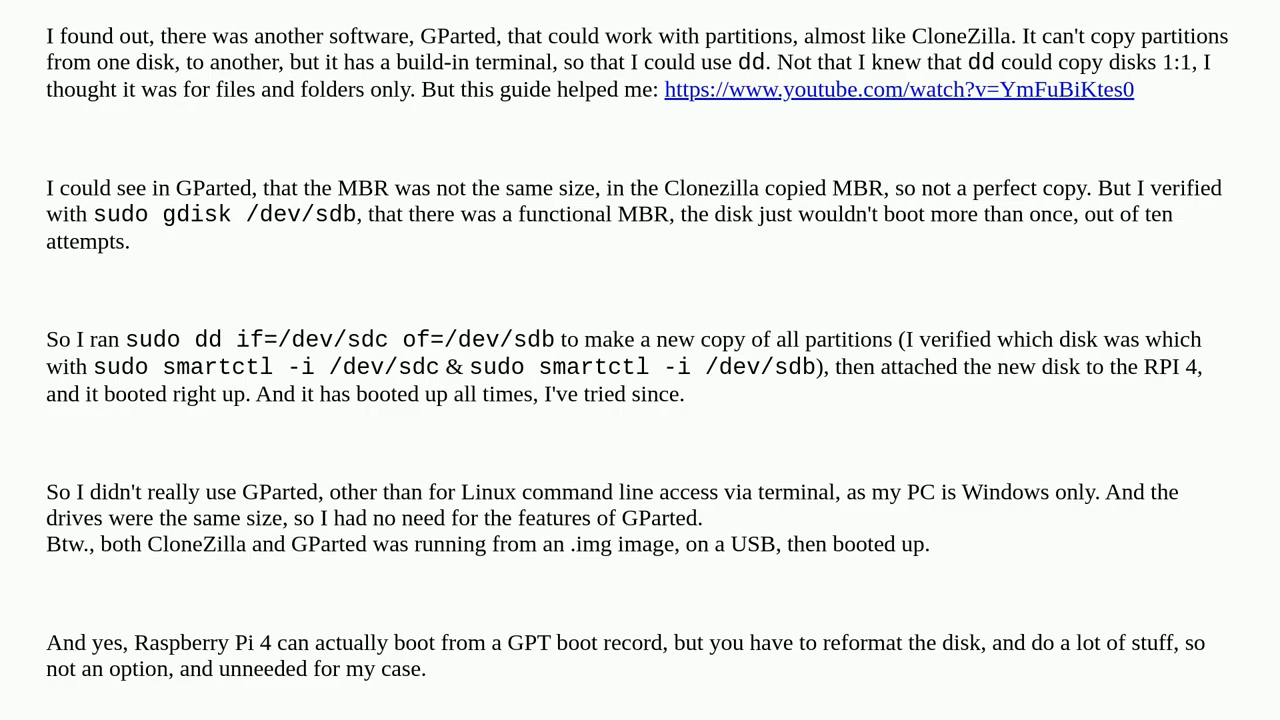 I found out, there was another software, GParted, that could work with partitions, almost like CloneZilla. It can't copy partitions
from one disk, to another, but it has a build-in terminal, so that I could use dd. Not that I knew that dd could copy disks 1:1, I
thought it was for files and folders only. But this guide helped me: https://www.youtube.com/watch?v=YmFuBiKtes0
I could see in GParted, that the MBR was not the same size, in the Clonezilla copied MBR, so not a perfect copy. But I verified
with sudo gdisk /dev/sdb, that there was a functional MBR, the disk just wouldn't boot more than once, out of ten
attempts.
So I ran sudo dd if=/dev/sdc of=/dev/sdb to make a new copy of all partitions (I verified which disk was which
with sudo smartctl -i /dev/sdc & sudo smartctl -i /dev/sdb), then attached the new disk to the RPI 4,
and it booted right up. And it has booted up all times, I've tried since.
So I didn't really use GParted, other than for Linux command line access via terminal, as my PC is Windows only. And the
drives were the same size, so I had no need for the features of GParted.
Btw., both CloneZilla and GParted was running from an .img image, on a USB, then booted up.
And yes, Raspberry Pi 4 can actually boot from a GPT boot record, but you have to reformat the disk, and do a lot of stuff, so
not an option, and unneeded for my case.